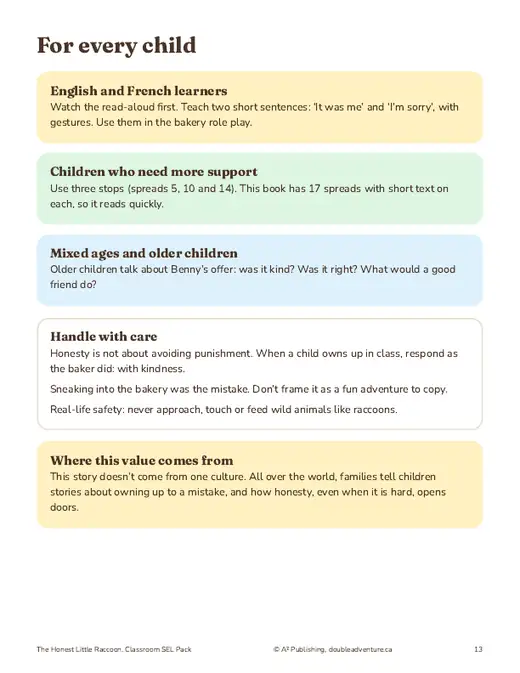 For every child
English and French learners
Watch the read-aloud first. Teach two short sentences: ‘It was me’ and ‘I’m sorry’, with
gestures. Use them in the bakery role play.
Children who need more support
Use three stops (spreads 5, 10 and 14). This book has 17 spreads with short text on
each, so it reads quickly.
Mixed ages and older children
Older children talk about Benny’s offer: was it kind? Was it right? What would a good
friend do?
Handle with care
Honesty is not about avoiding punishment. When a child owns up in class, respond as
the baker did: with kindness.
Sneaking into the bakery was the mistake. Don’t frame it as a fun adventure to copy.
Real-life safety: never approach, touch or feed wild animals like raccoons.
Where this value comes from
This story doesn’t come from one culture. All over the world, families tell children
stories about owning up to a mistake, and how honesty, even when it is hard, opens
doors.
The Honest Little Raccoon. Classroom SEL Pack
© A² Publishing, doubleadventure.ca
13